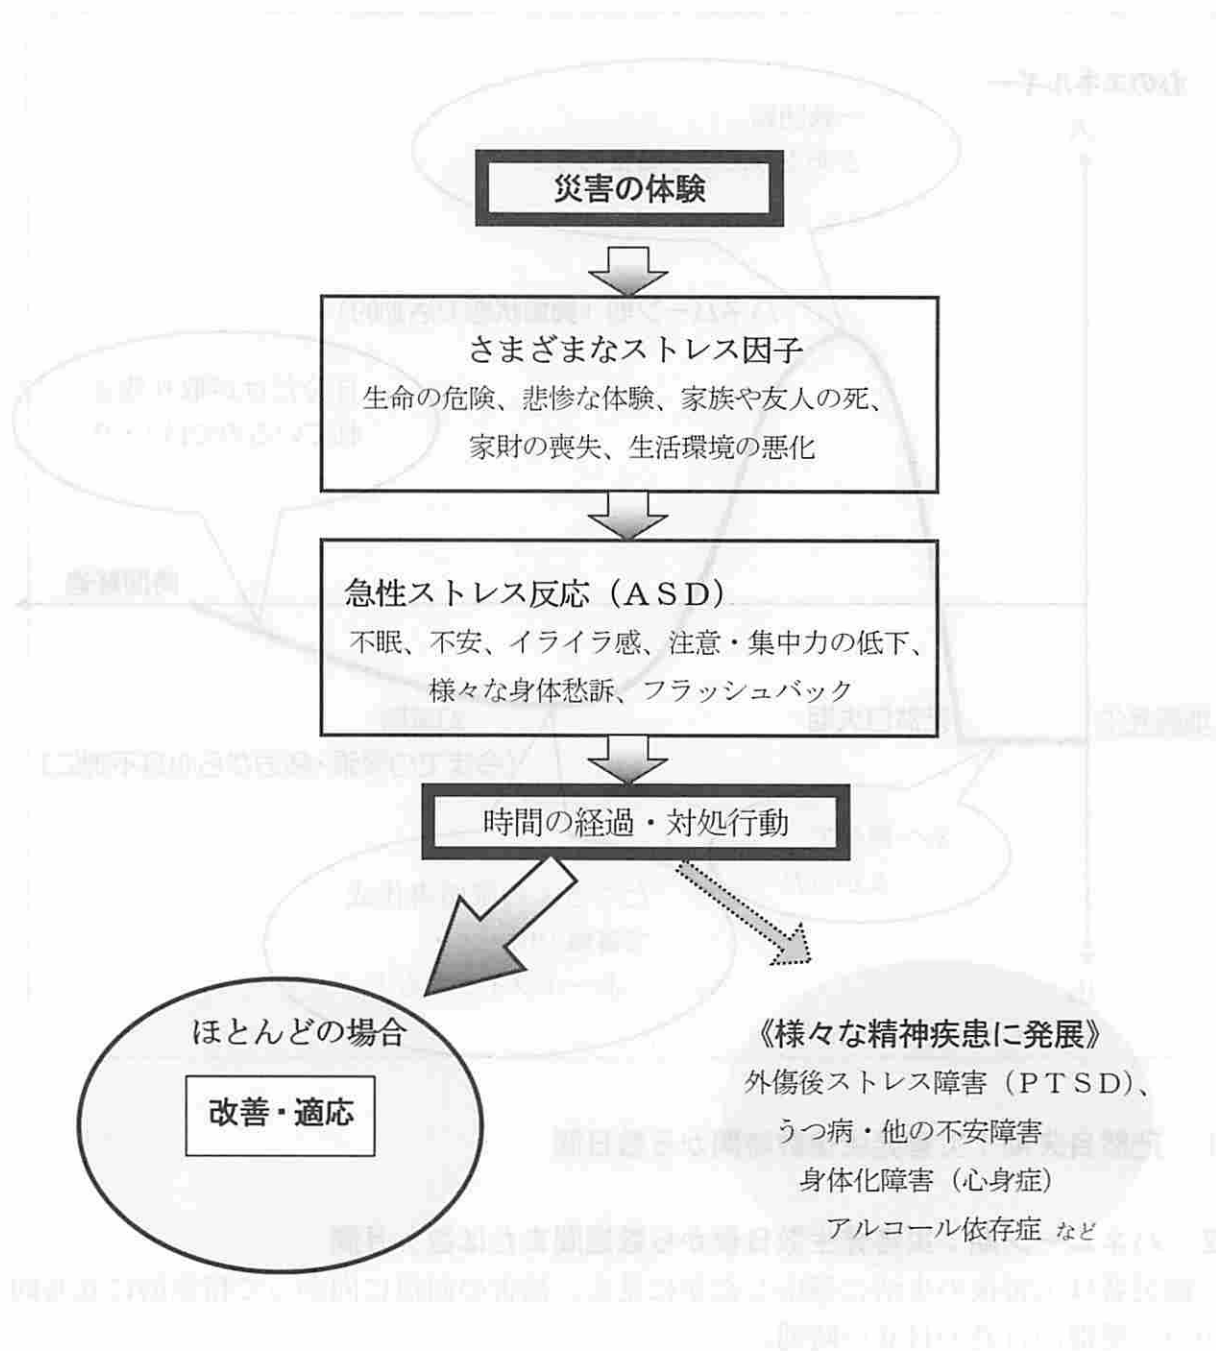 災害の体験
さまざまなストレス因子
生命の危険、悲惨な体験、家族や友人の死、
家財の喪失、生活環境の悪化
急性ストレス反応（ＡＳＤ）
不眠、不安、イライラ感、注意・集中力の低下、
様々な身体愁訴、フラッシュバック
時間の経過・対処行動
ほとんどの場合
改善・適応
《様々な精神疾患に発展》
外傷後ストレス障害（ＰＴＳＤ）、
うつ病・他の不安障害
身体化障害（心身症）
アルコール依存症 など